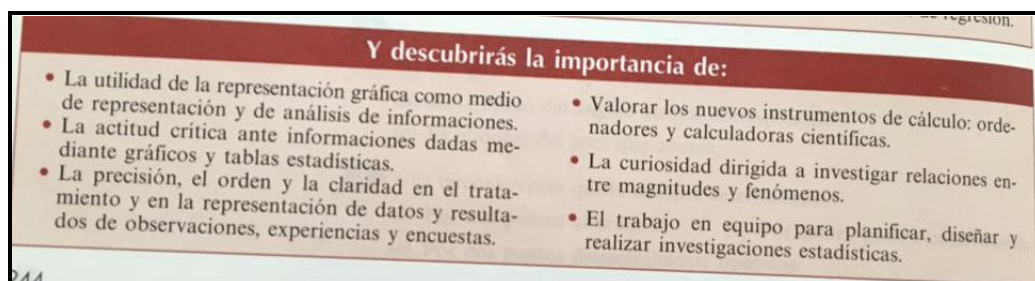 de regresión.
Y descubrirás la importancia de:
• La utilidad de la representación gráfica como medio
de representación y de análisis de informaciones.
• La actitud crítica ante informaciones dadas me-
diante gráficos y tablas estadísticas.
• La precisión, el orden y la claridad en el trata-
miento y en la representación de datos y resulta-
dos de observaciones, experiencias y encuestas.
• Valorar los nuevos instrumentos de cálculo: orde-
nadores y calculadoras científicas.
• La curiosidad dirigida a investigar relaciones en-
tre magnitudes y fenómenos.
• El trabajo en equipo para planificar, diseñar y
realizar investigaciones estadísticas.
244